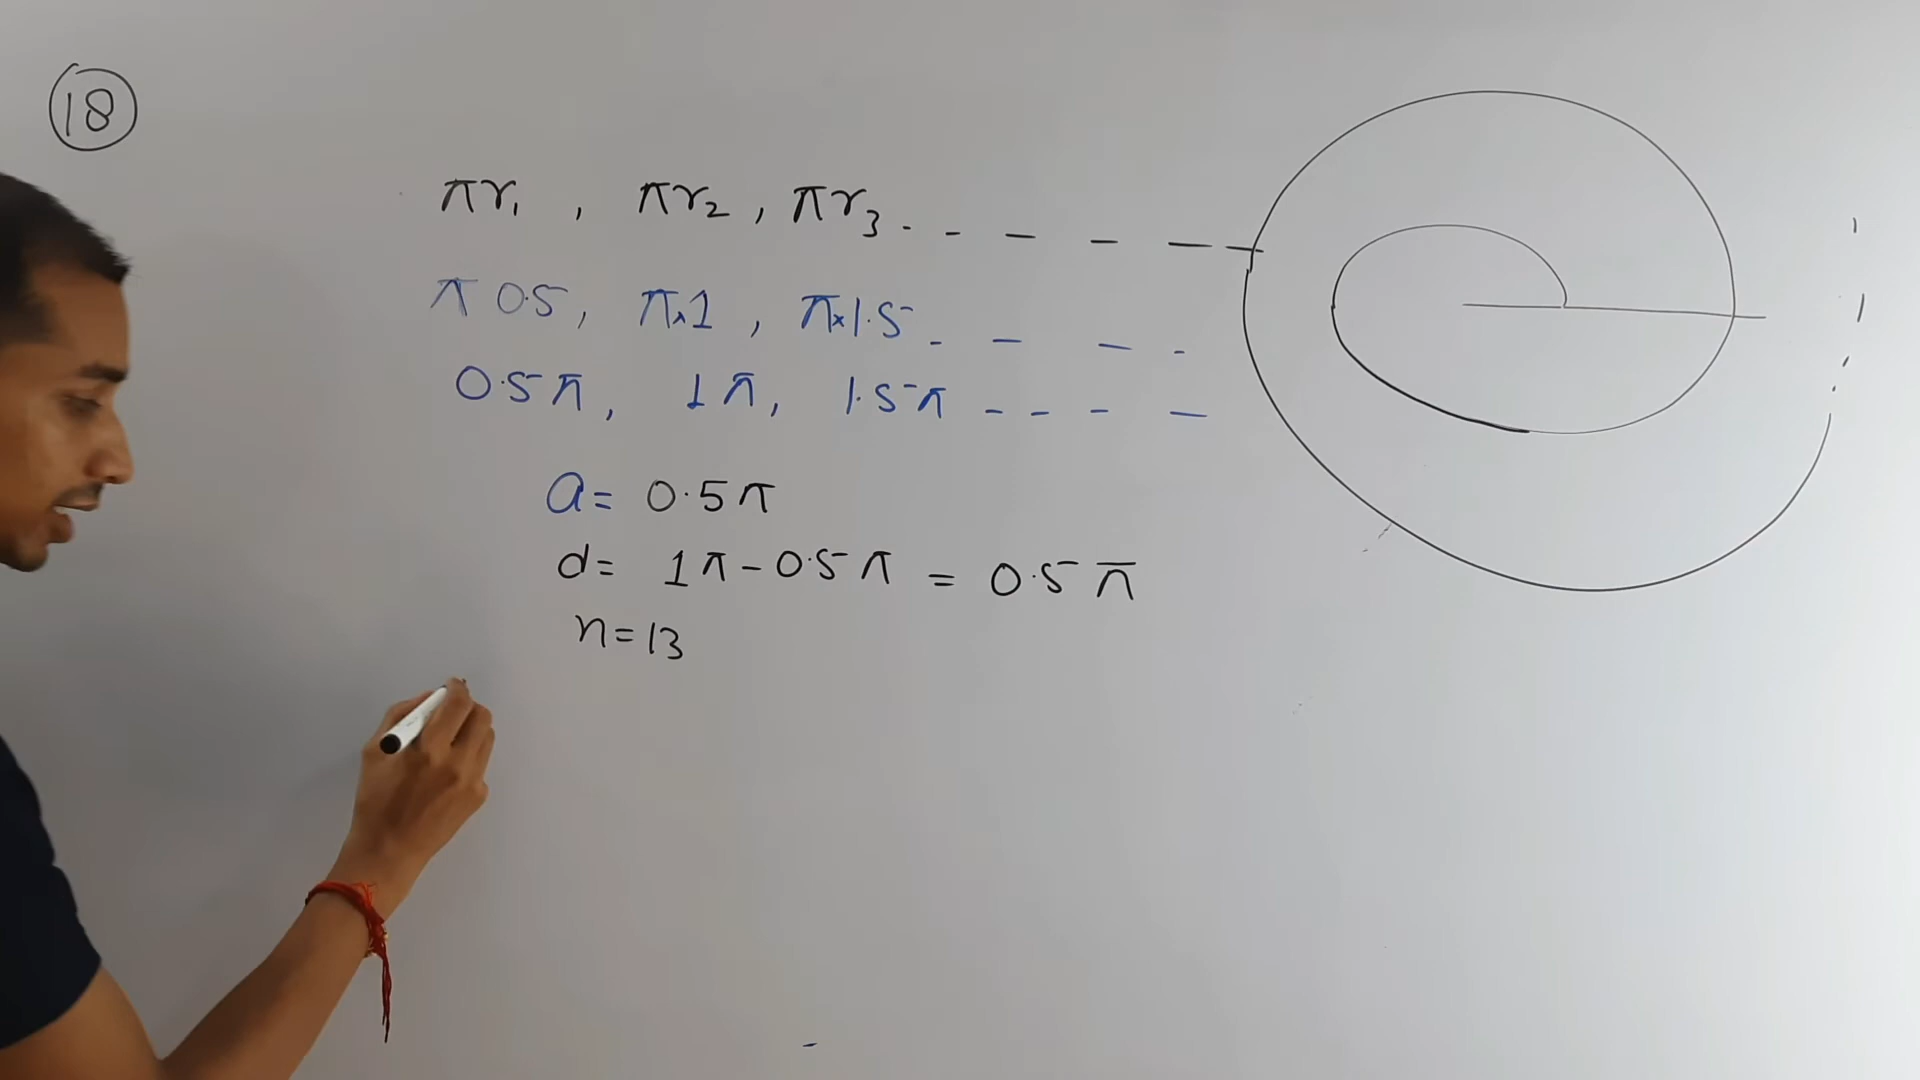 18
πr₁ , πr₂ , πr₃ . - - - - -
π 0.5 , π×1 , π×1.5 - - - -
0.5π , 1π , 1.5π - - - -
a = 0.5π
d = 1π - 0.5π = 0.5π
n = 13